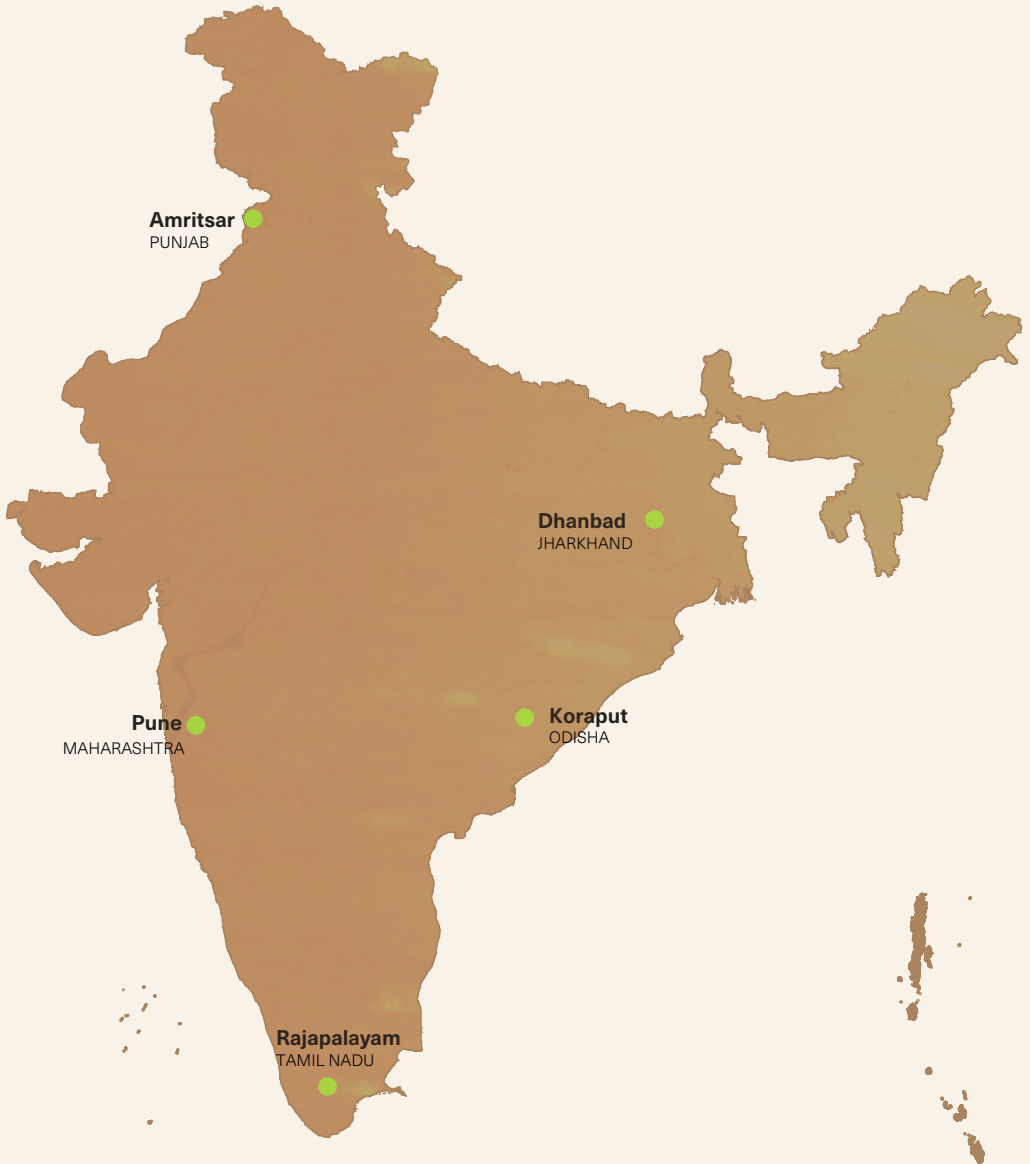 Amritsar
PUNJAB
Dhanbad
JHARKHAND
Pune
MAHARASHTRA
Koraput
ODISHA
Rajapalayam
TAMIL NADU